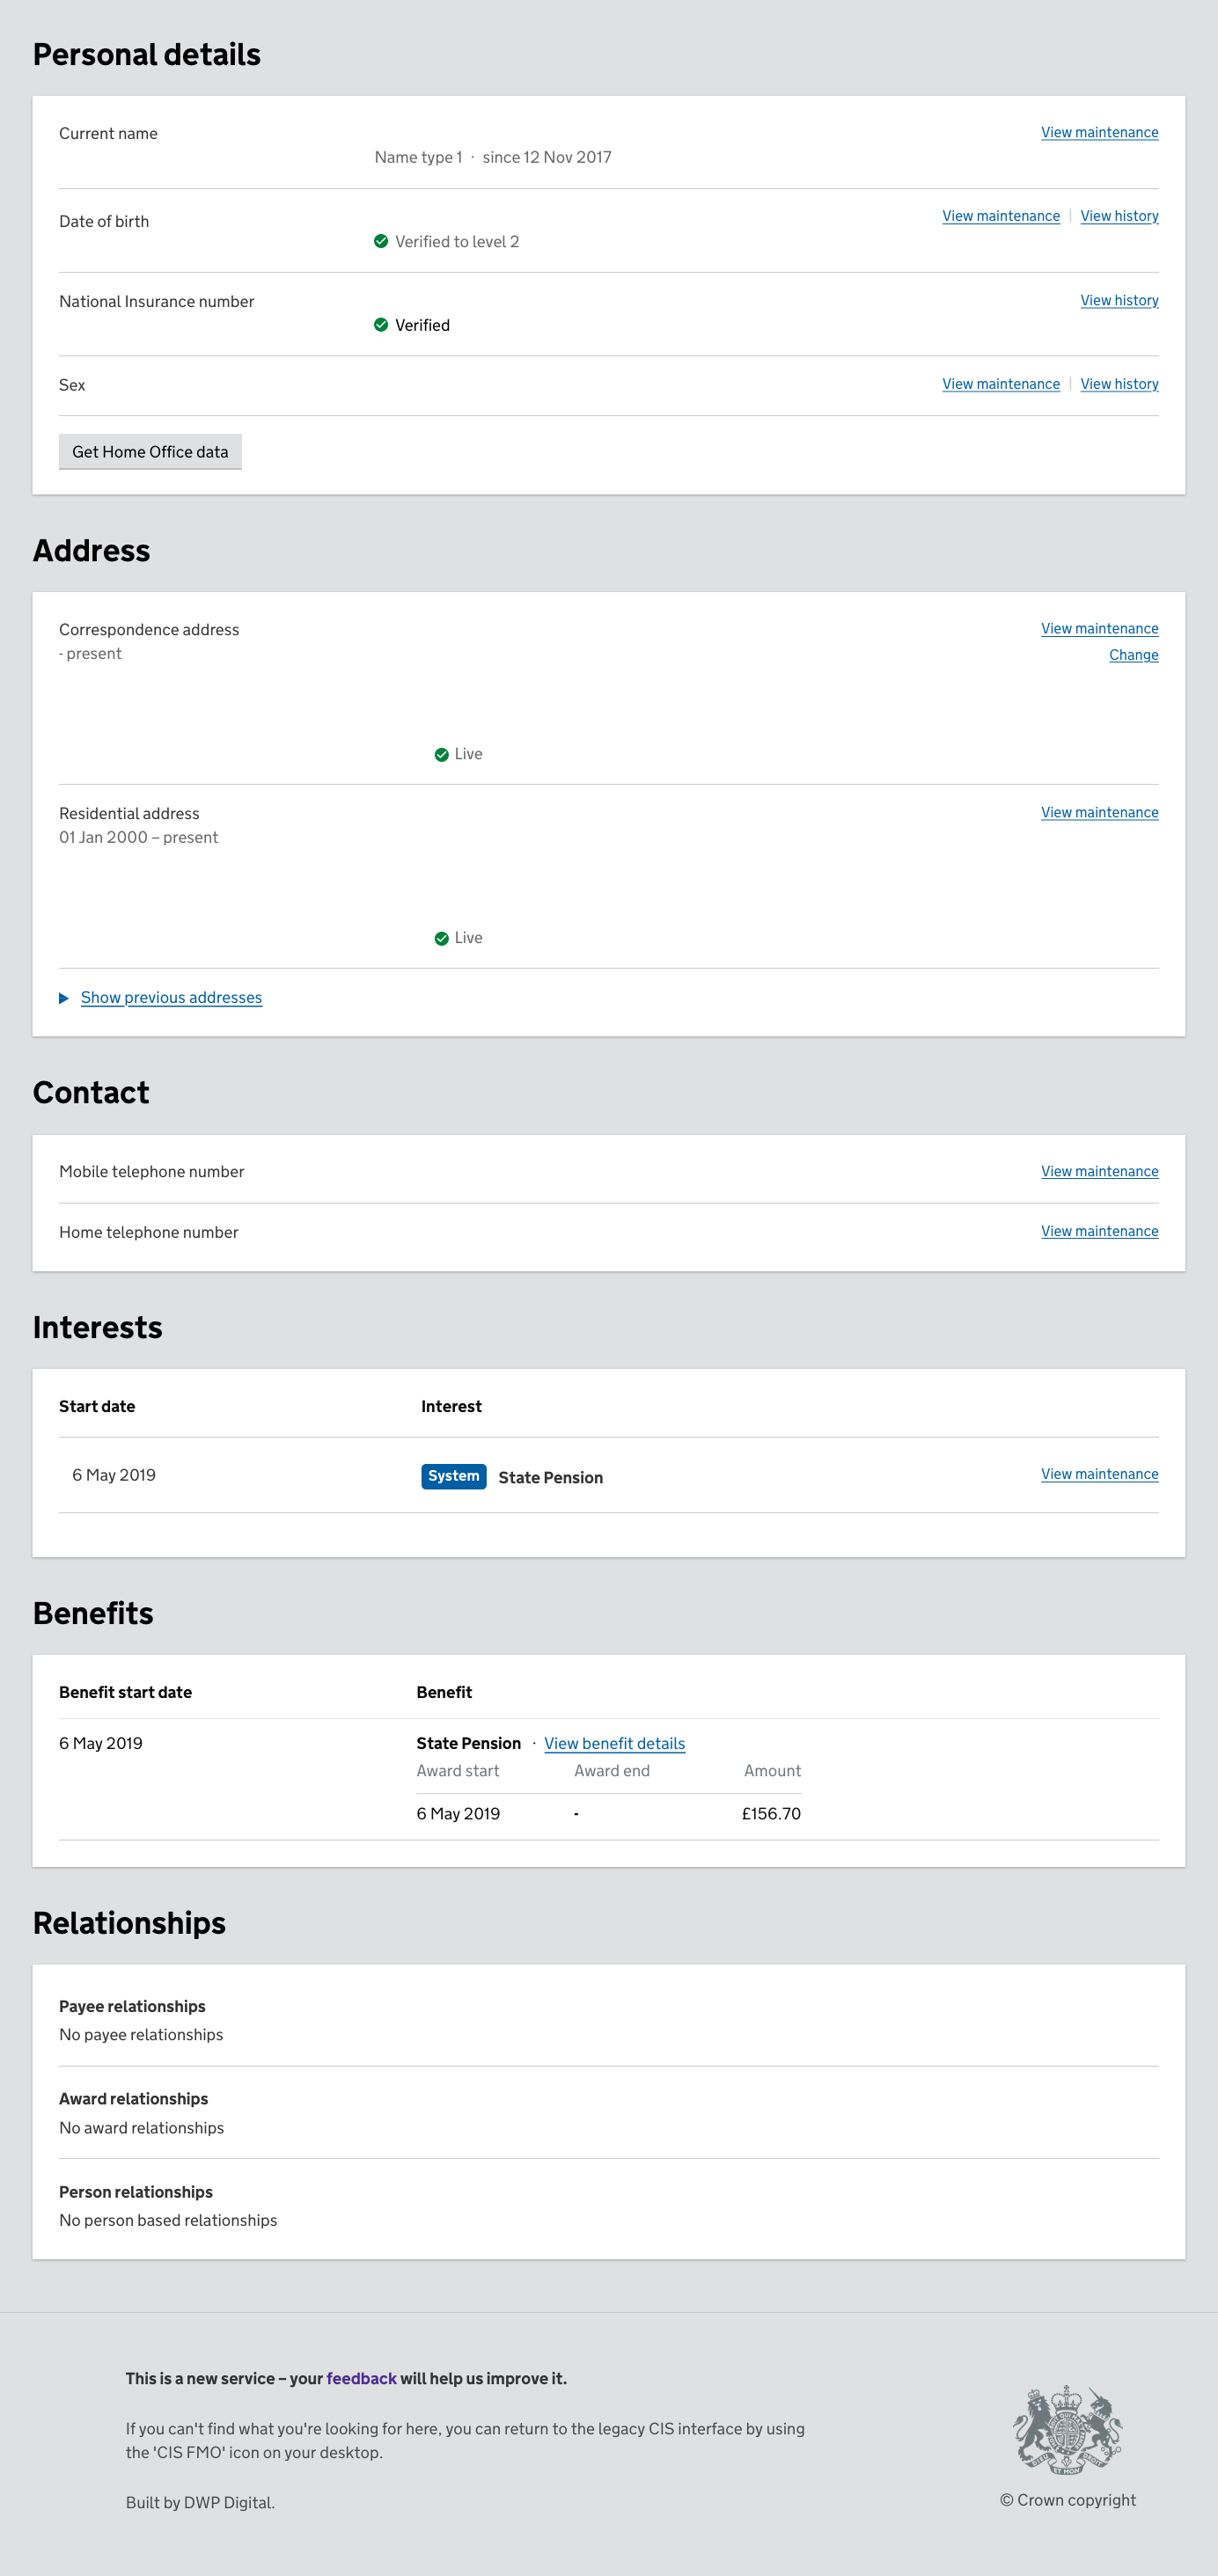 Personal details
Current name
View maintenance
Name type 1 · since 12 Nov 2017
Date of birth
View maintenance | View history
Verified to level 2
National Insurance number
View history
Verified
Sex
View maintenance | View history
Get Home Office data
Address
Correspondence address
View maintenance
- present
Change
Live
Residential address
View maintenance
01 Jan 2000 – present
Live
Show previous addresses
Contact
Mobile telephone number
View maintenance
Home telephone number
View maintenance
Interests
Start date Interest
6 May 2019 System State Pension View maintenance
Benefits
Benefit start date Benefit
6 May 2019 State Pension · View benefit details
Award start Award end Amount
6 May 2019 - £156.70
Relationships
Payee relationships
No payee relationships
Award relationships
No award relationships
Person relationships
No person based relationships
This is a new service – your feedback will help us improve it.
If you can't find what you're looking for here, you can return to the legacy CIS interface by using
the 'CIS FMO' icon on your desktop.
Built by DWP Digital.
© Crown copyright